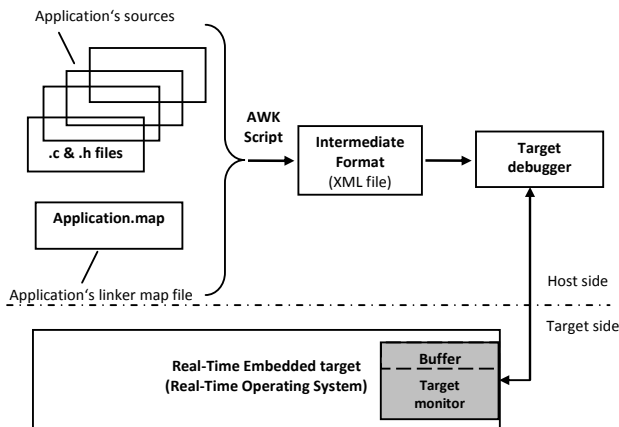 Application‘s sources
.c & .h files
Application.map
Application‘s linker map file
AWK
Script
Intermediate
Format
(XML file)
Target
debugger
Host side
Target side
Real-Time Embedded target
(Real-Time Operating System)
Buffer
Target
monitor